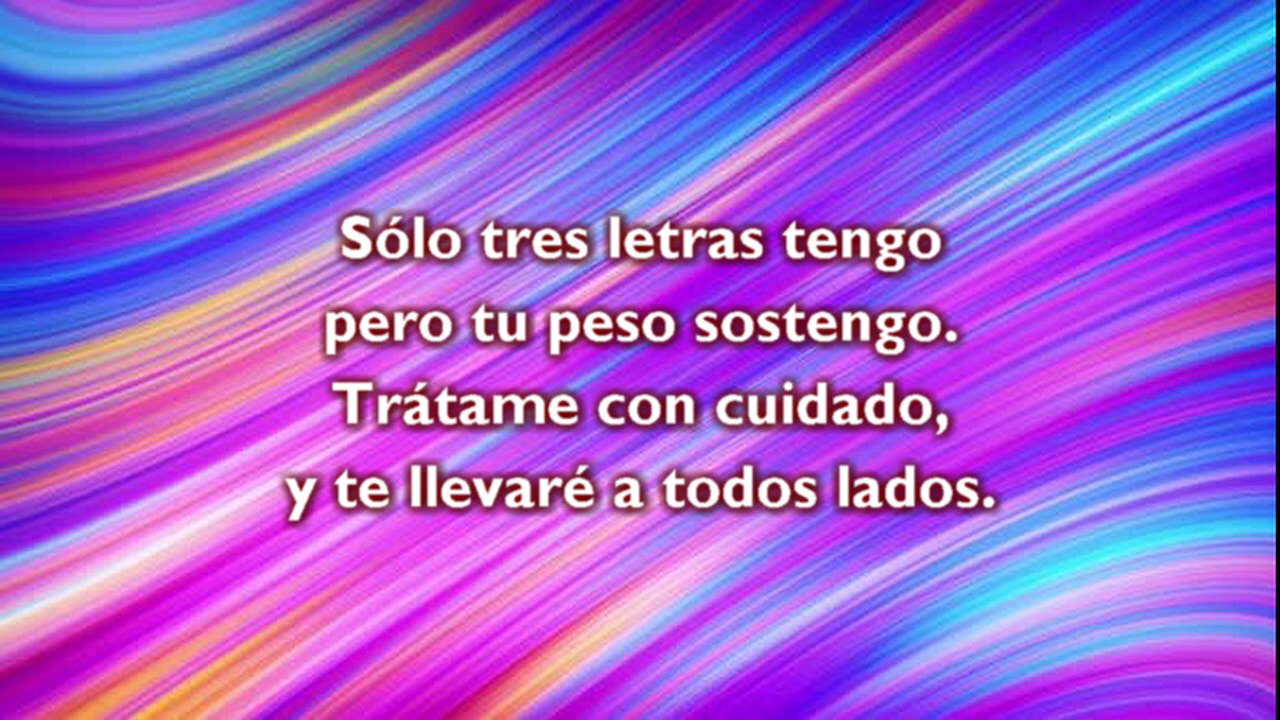 Sólo tres letras tengo
pero tu peso sostengo.
Trátame con cuidado,
y te llevaré a todos lados.